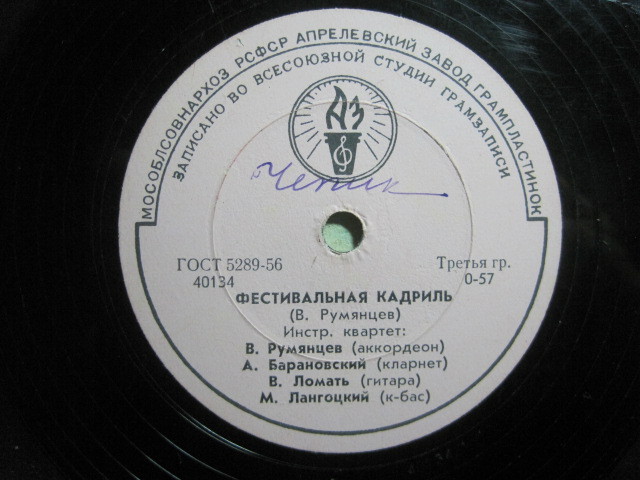 МОСОБЛСОВНАРХОЗ РСФСР АПРЕЛЕВСКИЙ ЗАВОД ГРАМПЛАСТИНОК
ЗАПИСАНО ВО ВСЕСОЮЗНОЙ СТУДИИ ГРАМЗАПИСИ
АЗ
Чепик
ГОСТ 5289-56 Третья гр.
40134 0-57
ФЕСТИВАЛЬНАЯ КАДРИЛЬ
(В. Румянцев)
Инстр. квартет:
В. Румянцев (аккордеон)
А. Барановский (кларнет)
В. Ломать (гитара)
М. Лангоцкий (к-бас)